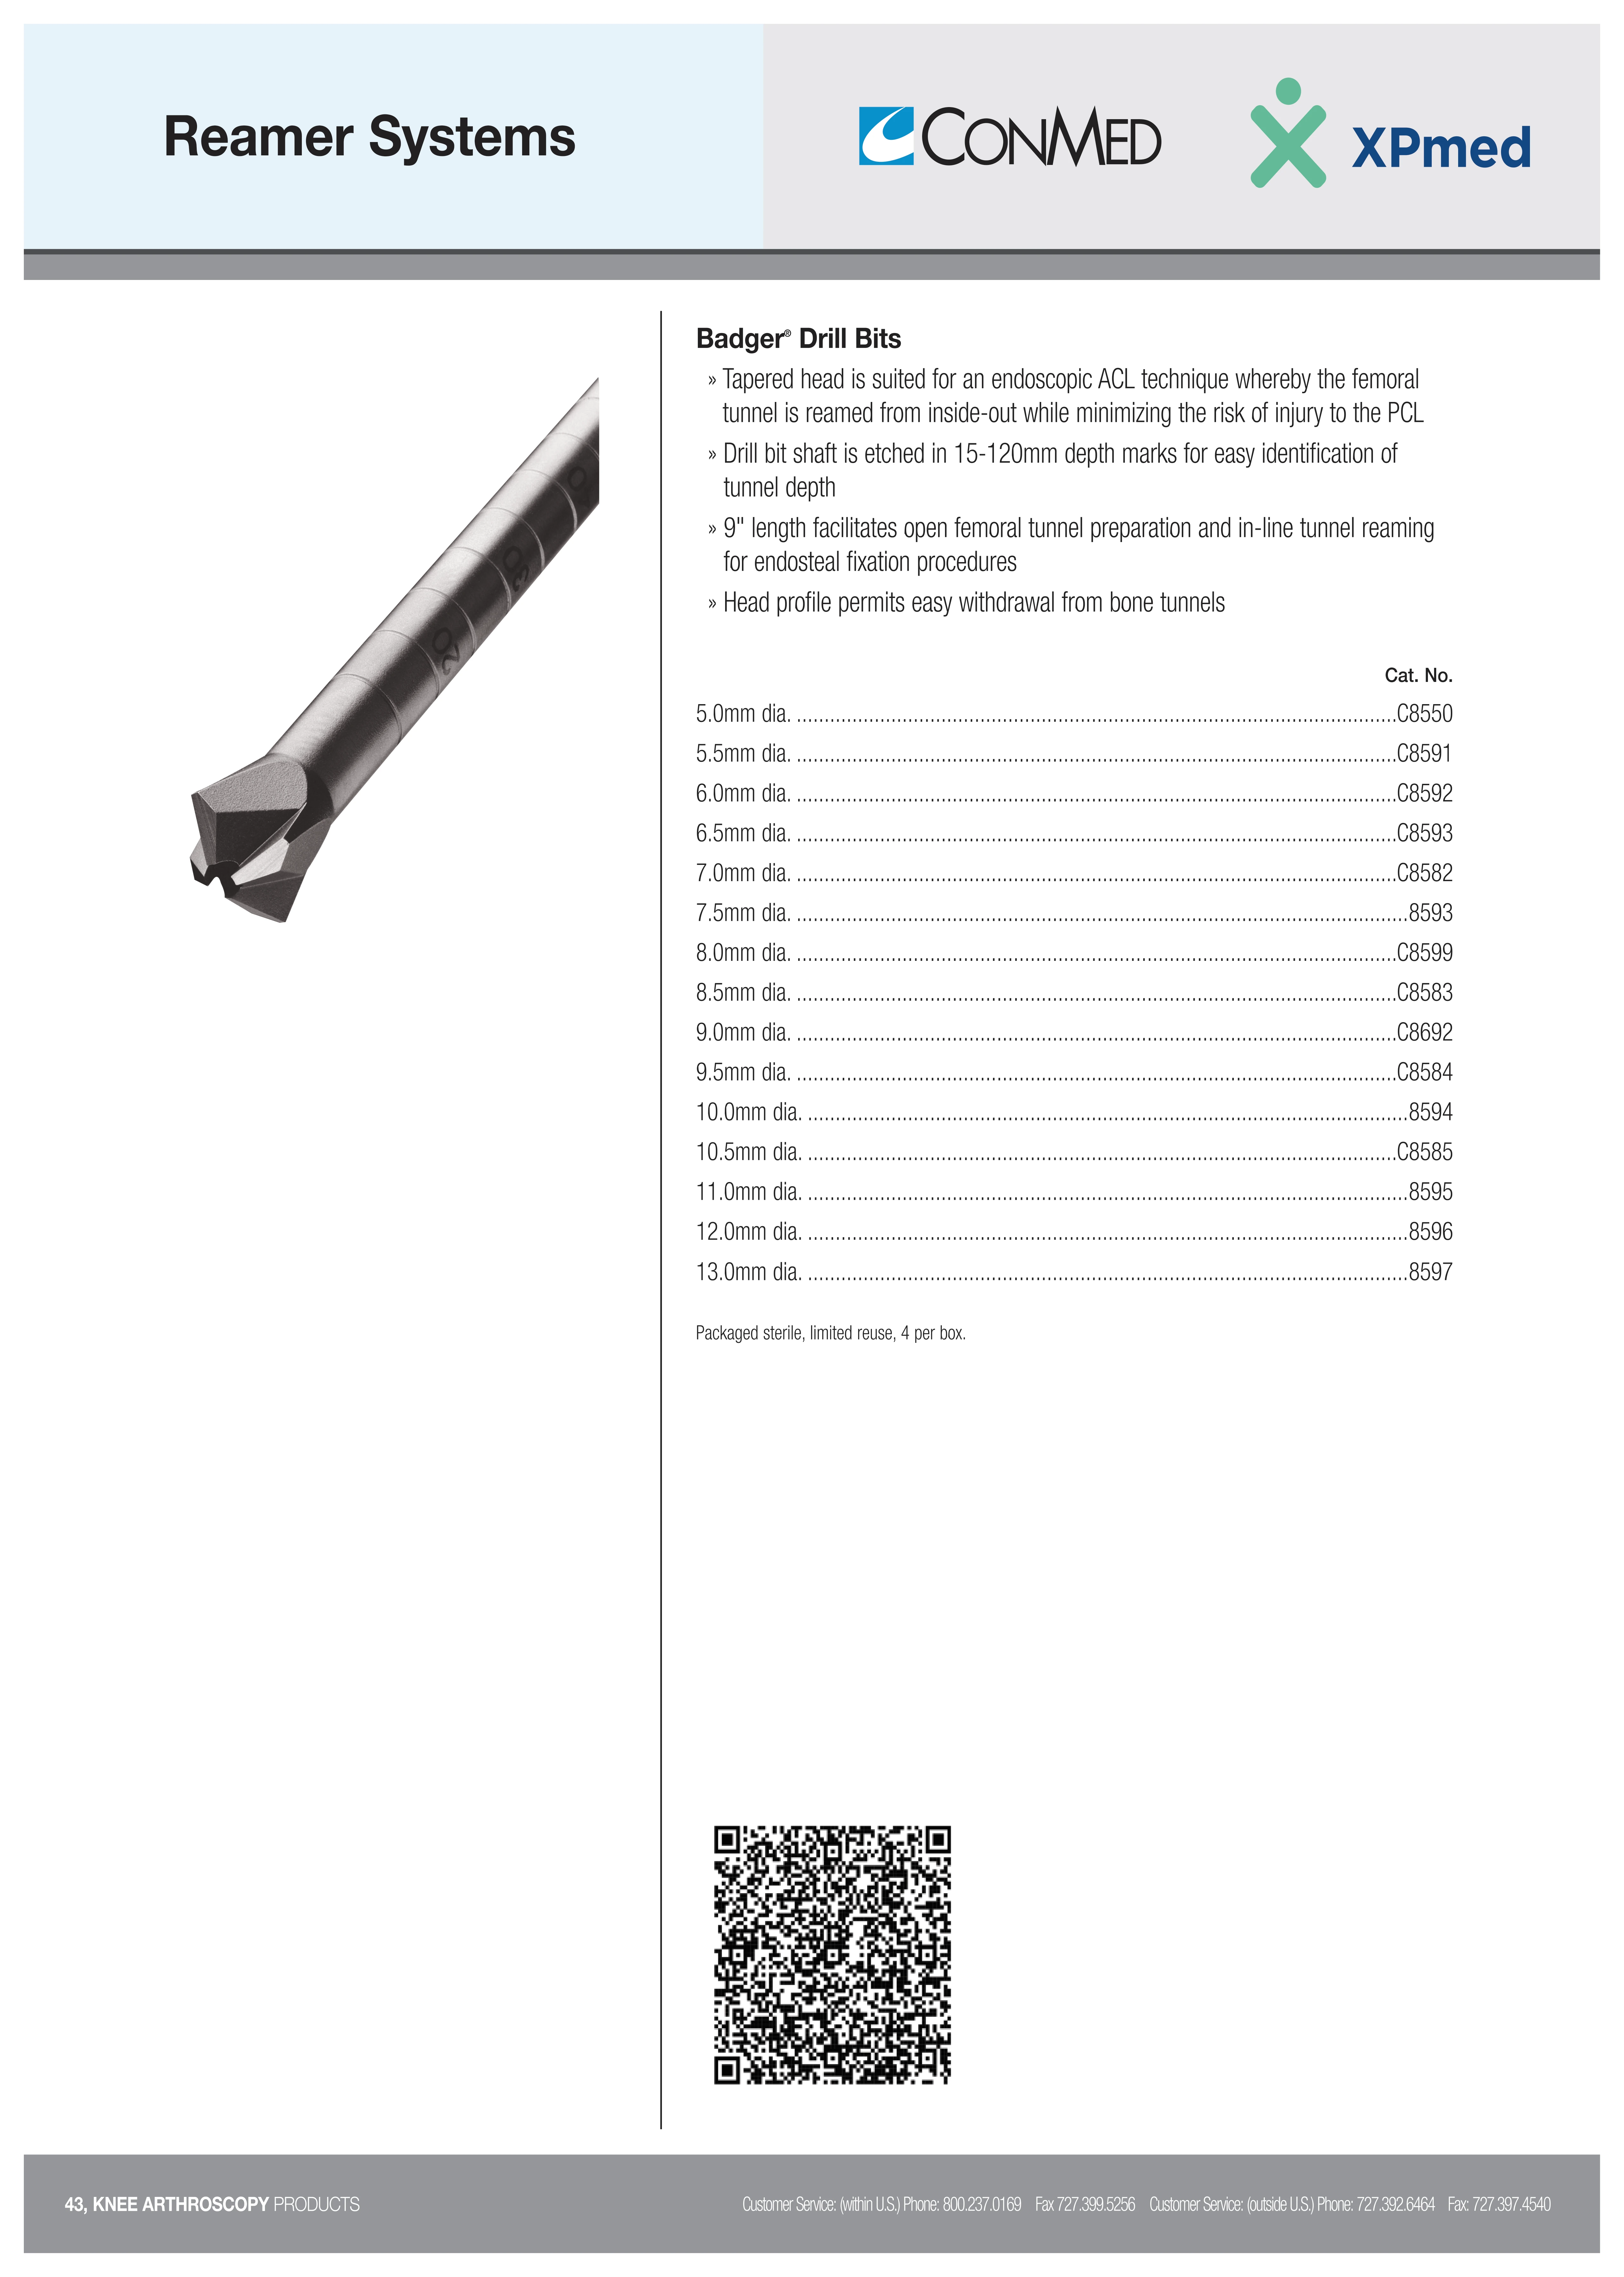 Reamer Systems
CONMED
XPmed
Badger® Drill Bits
» Tapered head is suited for an endoscopic ACL technique whereby the femoral
tunnel is reamed from inside-out while minimizing the risk of injury to the PCL
» Drill bit shaft is etched in 15-120mm depth marks for easy identification of
tunnel depth
» 9" length facilitates open femoral tunnel preparation and in-line tunnel reaming
for endosteal fixation procedures
» Head profile permits easy withdrawal from bone tunnels
20
30
Cat. No.
5.0mm dia. ........ C8550
5.5mm dia. ........ C8591
6.0mm dia. ........ C8592
6.5mm dia. ........ C8593
7.0mm dia. ........ C8582
7.5mm dia. ........ 8593
8.0mm dia. ........ C8599
8.5mm dia. ........ C8583
9.0mm dia. ........ C8692
9.5mm dia. ........ C8584
10.0mm dia. ........ 8594
10.5mm dia. ........ C8585
11.0mm dia. ........ 8595
12.0mm dia. ........ 8596
13.0mm dia. ........ 8597
Packaged sterile, limited reuse, 4 per box.
43, KNEE ARTHROSCOPY PRODUCTS
Customer Service: (within U.S.) Phone: 800.237.0169 Fax 727.399.5256 Customer Service: (outside U.S.) Phone: 727.392.6464 Fax: 727.397.4540